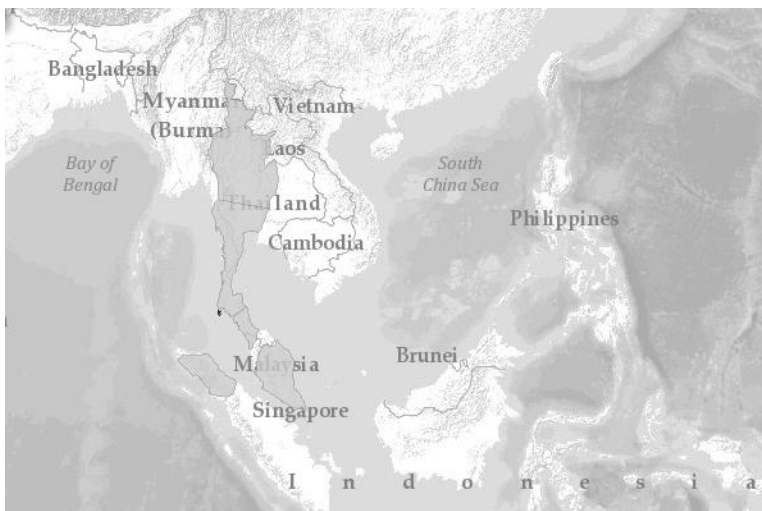 Bangladesh
Myanma
(Burma
Vietnam
Laos
Bay of
Bengal
South
China Sea
Thailand
Philippines
Cambodia
Malaysia
Brunei
Singapore
Indonesia